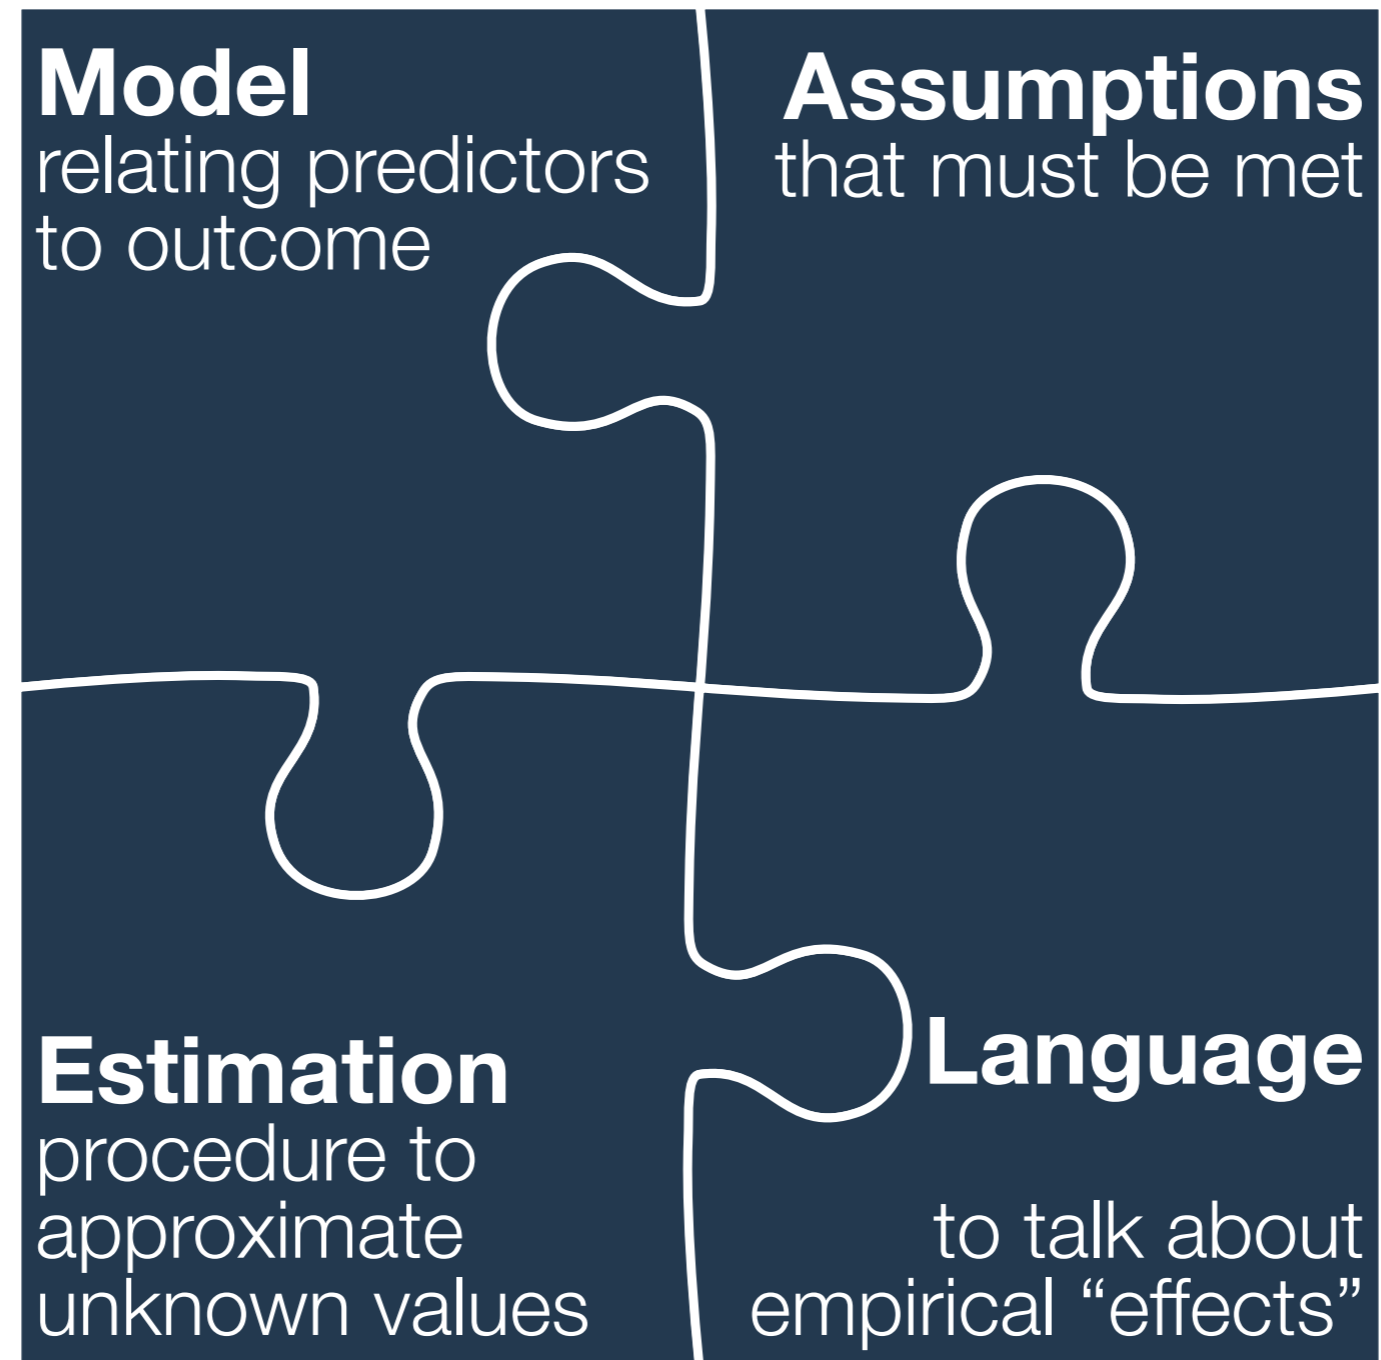 Model
relating predictors
to outcome
Assumptions
that must be met
Estimation
procedure to
approximate
unknown values
Language
to talk about
empirical “effects”